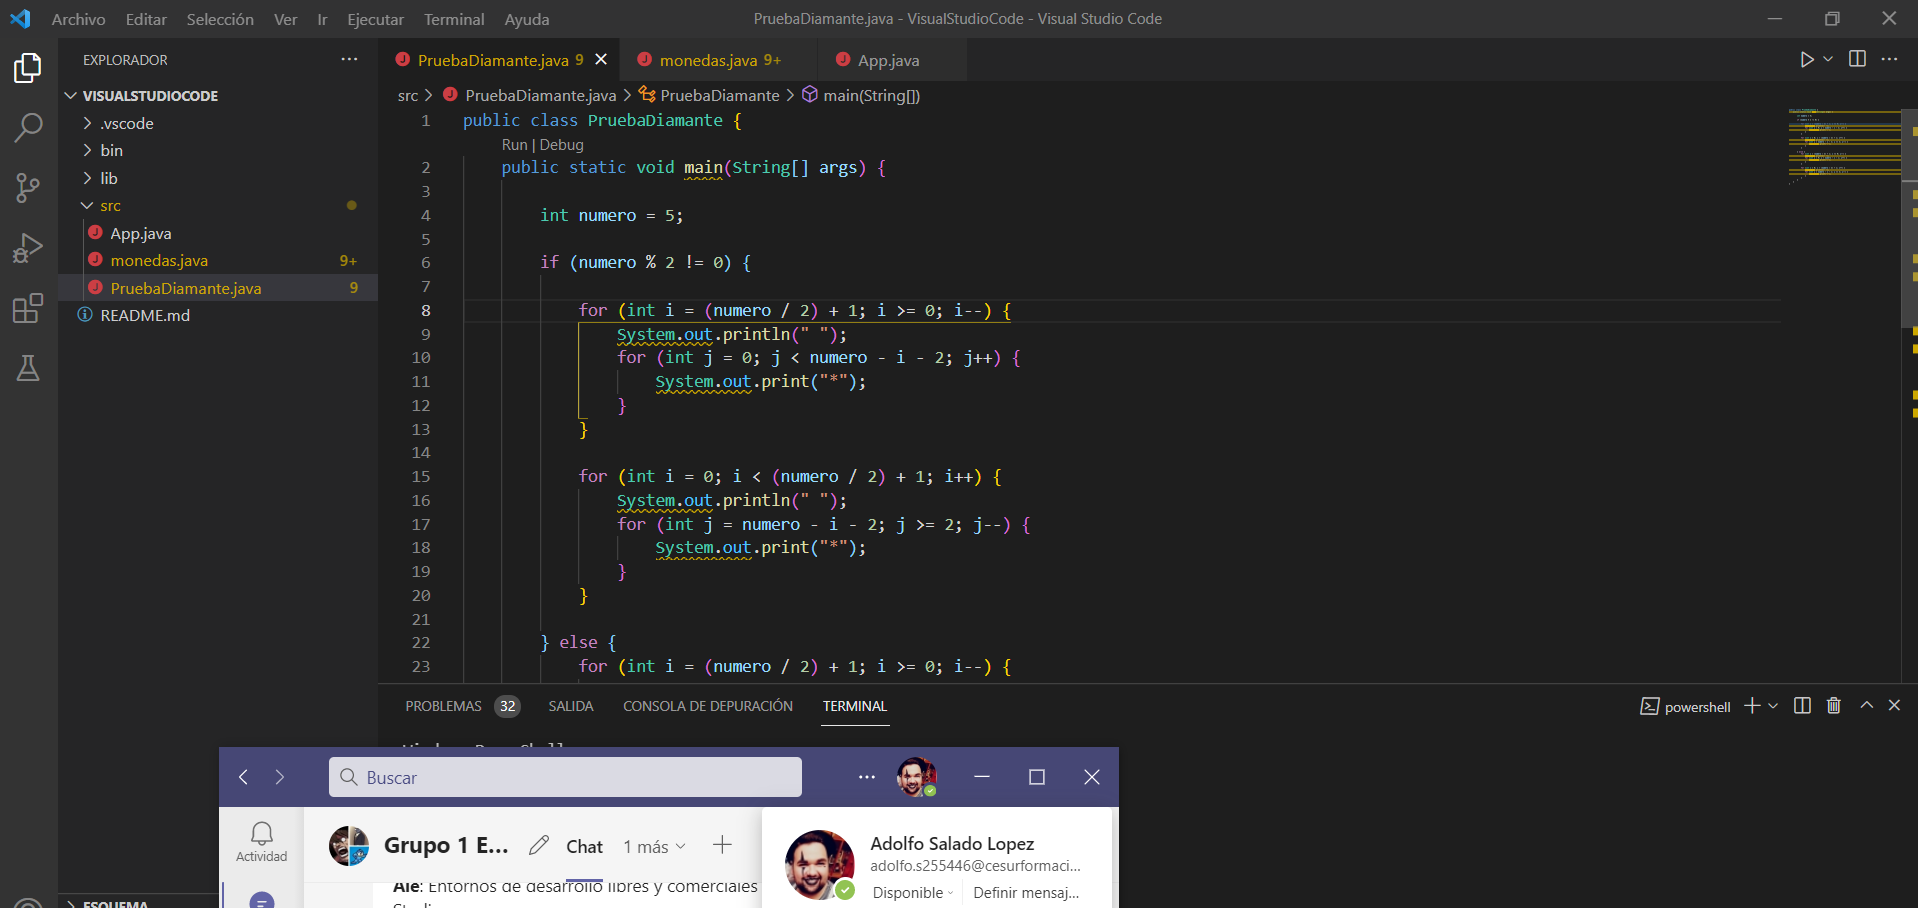 Archivo Editar Selección Ver Ir Ejecutar Terminal Ayuda
PruebaDiamante.java - VisualStudioCode - Visual Studio Code
EXPLORADOR
VISUALSTUDIOCODE
.vscode
bin
lib
src
App.java
monedas.java 9+
PruebaDiamante.java 9
README.md
ESQUEMA
PruebaDiamante.java 9 monedas.java 9+ App.java
src > PruebaDiamante.java > PruebaDiamante > main(String[])
1 public class PruebaDiamante {
Run | Debug
2 public static void main(String[] args) {
3
4 int numero = 5;
5
6 if (numero % 2 != 0) {
7
8 for (int i = (numero / 2) + 1; i >= 0; i--) {
9 System.out.println(" ");
10 for (int j = 0; j < numero - i - 2; j++) {
11 System.out.print("*");
12 }
13 }
14
15 for (int i = 0; i < (numero / 2) + 1; i++) {
16 System.out.println(" ");
17 for (int j = numero - i - 2; j >= 2; j--) {
18 System.out.print("*");
19 }
20 }
21
22 } else {
23 for (int i = (numero / 2) + 1; i >= 0; i--) {
PROBLEMAS 32 SALIDA CONSOLA DE DEPURACIÓN TERMINAL
powershell
Buscar
Actividad
Grupo 1 E... Chat 1 más
Ale: Entornos de desarrollo libres y comerciales
Adolfo Salado Lopez
adolfo.s255446@cesurformaci...
Disponible Definir mensaj...